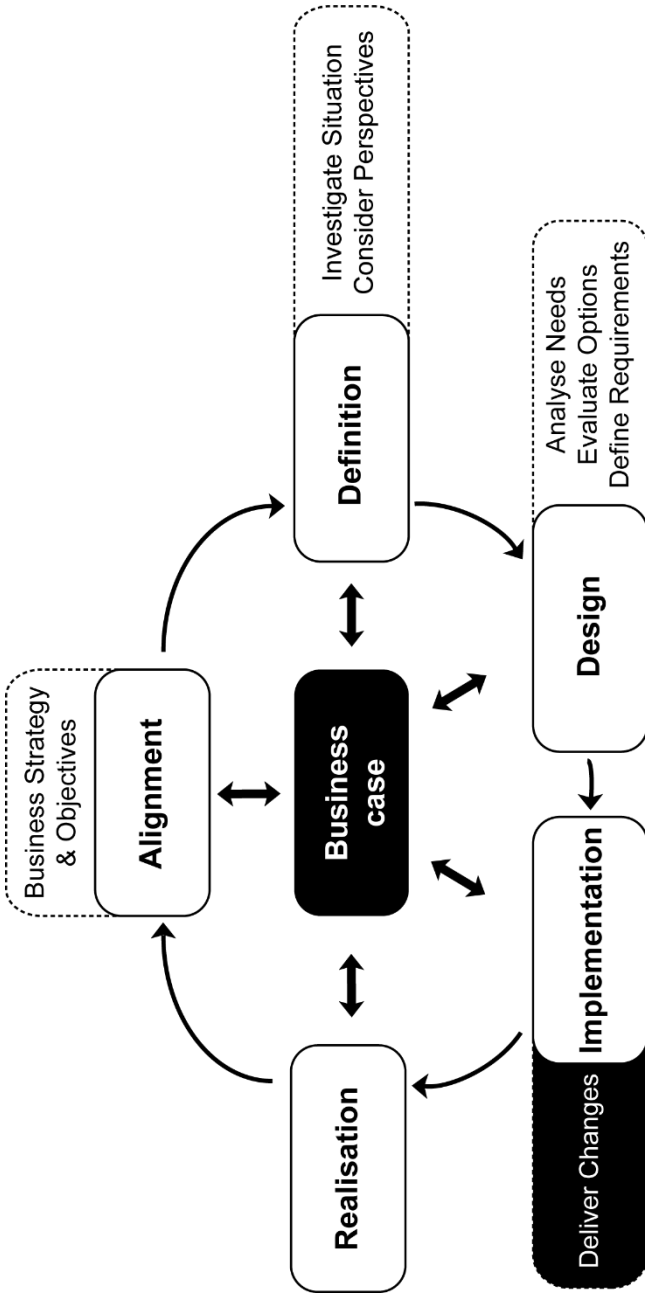 Business Strategy
& Objectives
Alignment
Investigate Situation
Consider Perspectives
Definition
Business
case
Realisation
Analyse Needs
Evaluate Options
Define Requirements
Design
Implementation
Deliver Changes